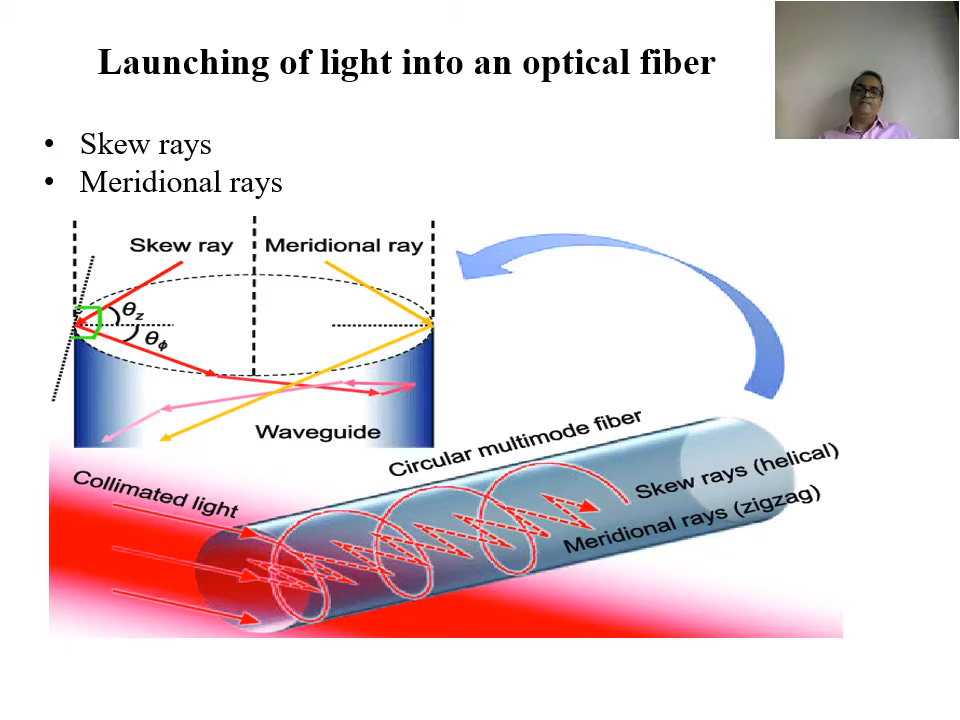 Launching of light into an optical fiber
• Skew rays
• Meridional rays
Skew ray
Meridional ray
θz
θϕ
Waveguide
Circular multimode fiber
Collimated light
Skew rays (helical)
Meridional rays (zigzag)